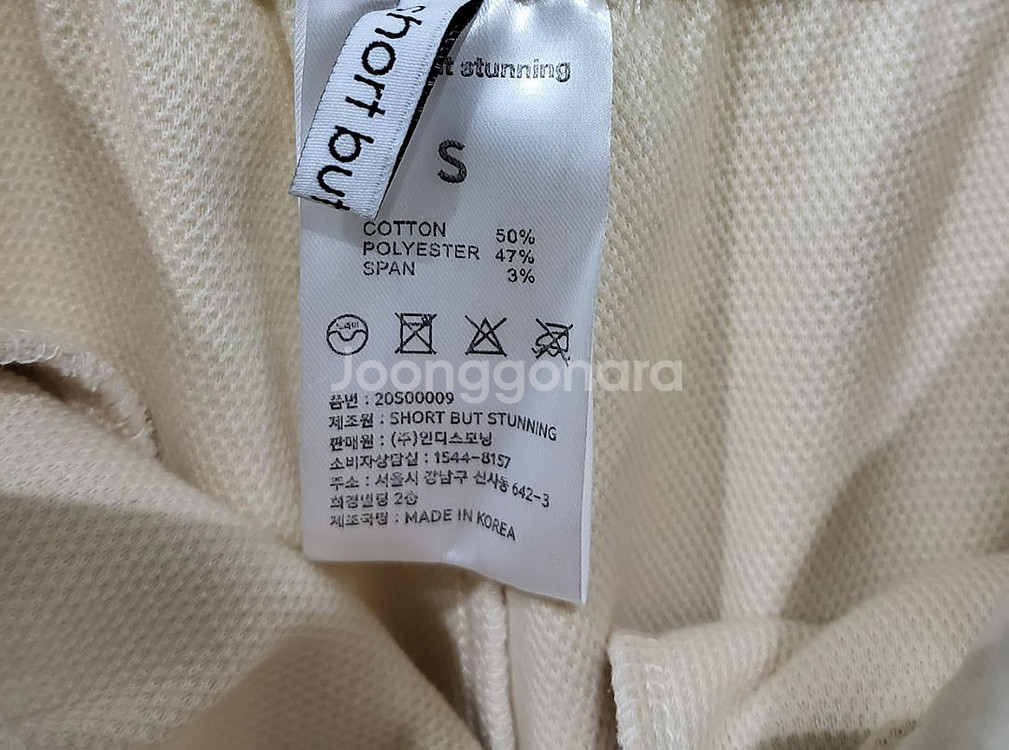 short but
stunning
S
COTTON 50%
POLYESTER 47%
SPAN 3%
드라이
Joonggonara
품번 : 20S00009
제조원 : SHORT BUT STUNNING
판매원 : (주)인디스모닝
소비자상담실 : 1544-8157
주소 : 서울시 강남구 신사동 642-3
희경빌딩 2층
제조국명 : MADE IN KOREA